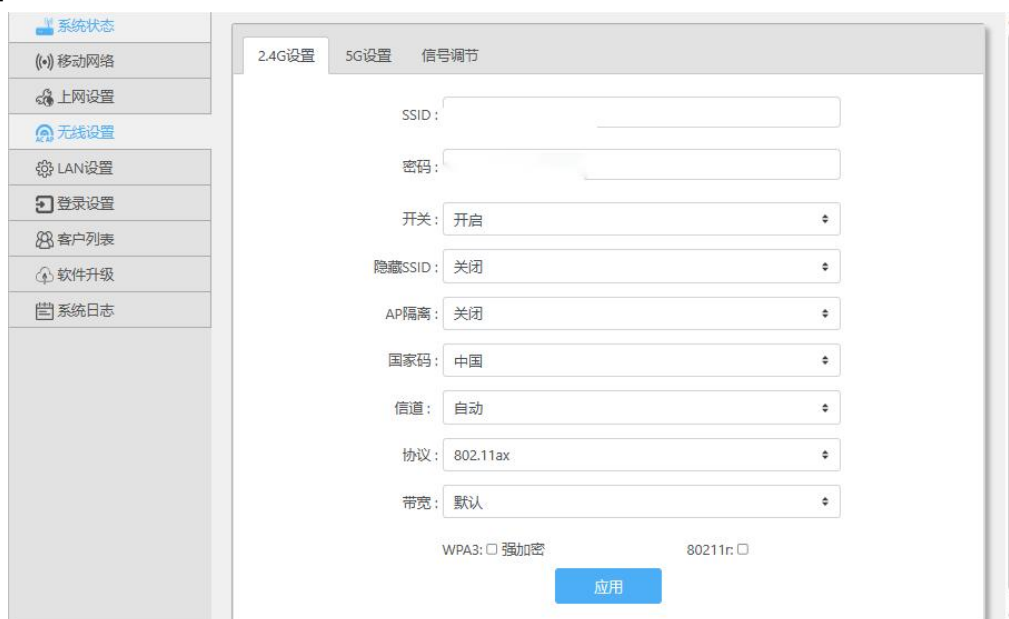 系统状态
移动网络
上网设置
无线设置
LAN设置
登录设置
客户列表
软件升级
系统日志
2.4G设置 5G设置 信号调节
SSID :
密码 :
开关 : 开启
隐藏SSID : 关闭
AP隔离 : 关闭
国家码 : 中国
信道 : 自动
协议 : 802.11ax
带宽 : 默认
WPA3: 强加密 80211r:
应用